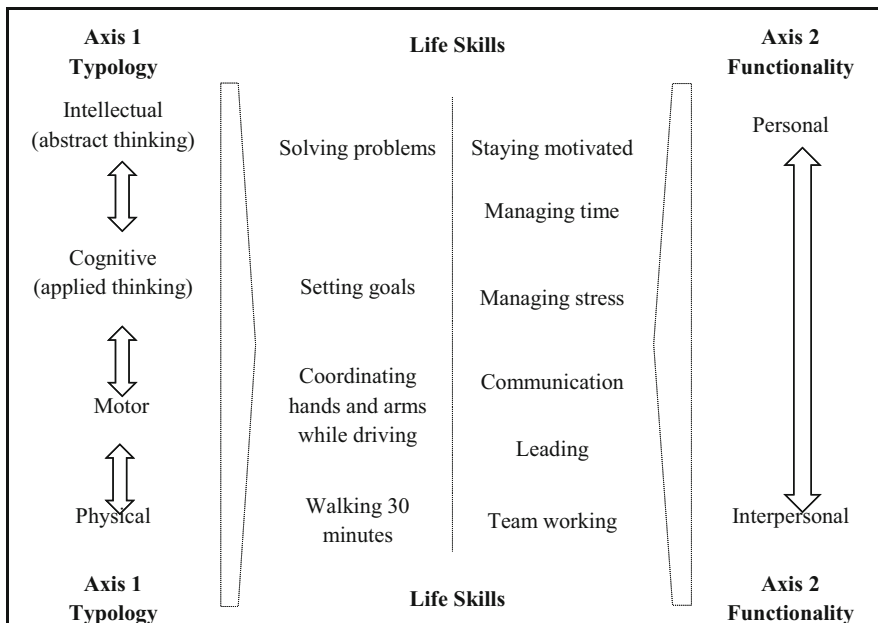 Axis 1
Typology
Life Skills
Axis 2
Functionality
Intellectual
(abstract thinking)
Cognitive
(applied thinking)
Motor
Physical
Solving problems
Setting goals
Coordinating
hands and arms
while driving
Walking 30
minutes
Staying motivated
Managing time
Managing stress
Communication
Leading
Team working
Personal
Interpersonal
Axis 1
Typology
Life Skills
Axis 2
Functionality